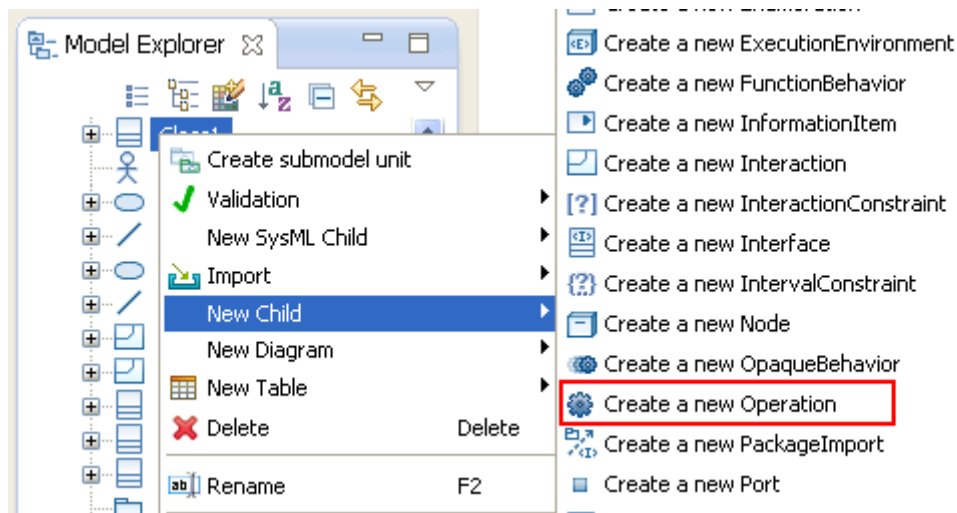 Model Explorer
Create submodel unit
Validation
New SysML Child
Import
New Child
New Diagram
New Table
Delete Delete
Rename F2
Create a new ExecutionEnvironment
Create a new FunctionBehavior
Create a new InformationItem
Create a new Interaction
Create a new InteractionConstraint
Create a new Interface
Create a new IntervalConstraint
Create a new Node
Create a new OpaqueBehavior
Create a new Operation
Create a new PackageImport
Create a new Port